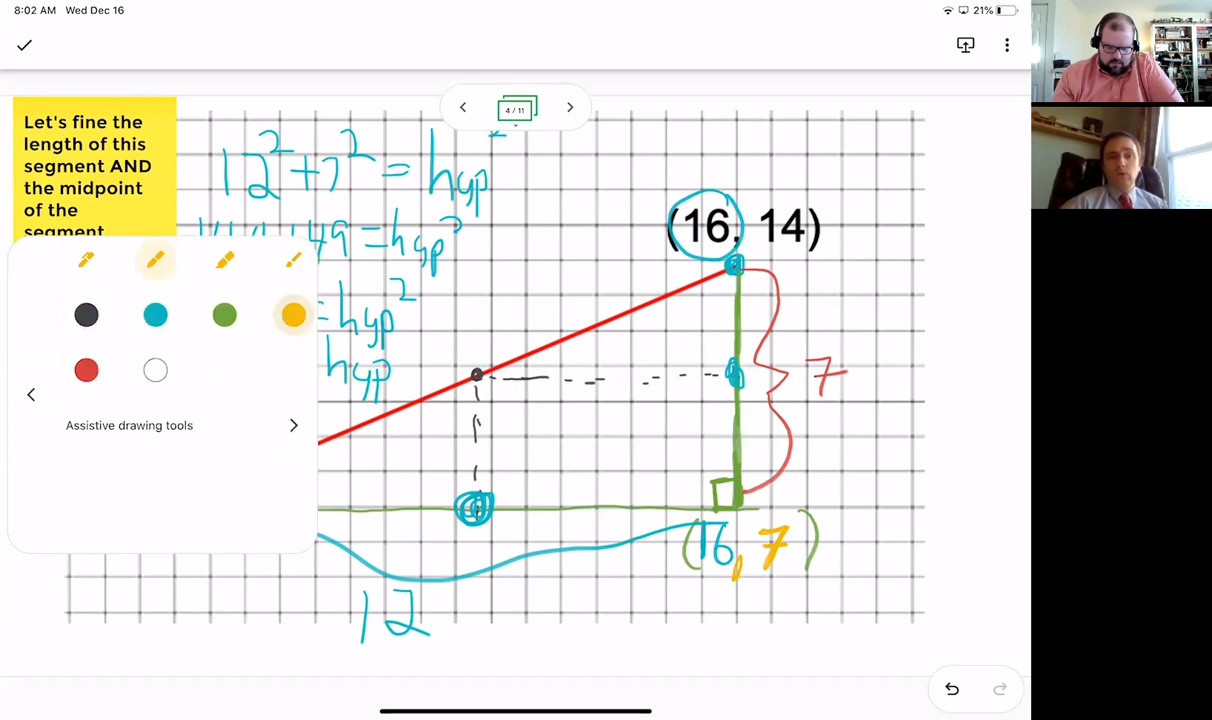 8:02 AM Wed Dec 16
21%
4 / 11
Let's fine the
length of this
segment AND
the midpoint
of the
segment
12² + 7² = hyp²
49 = hyp²
= hyp²
hyp
(16, 14)
7
(16, 7)
12
Assistive drawing tools